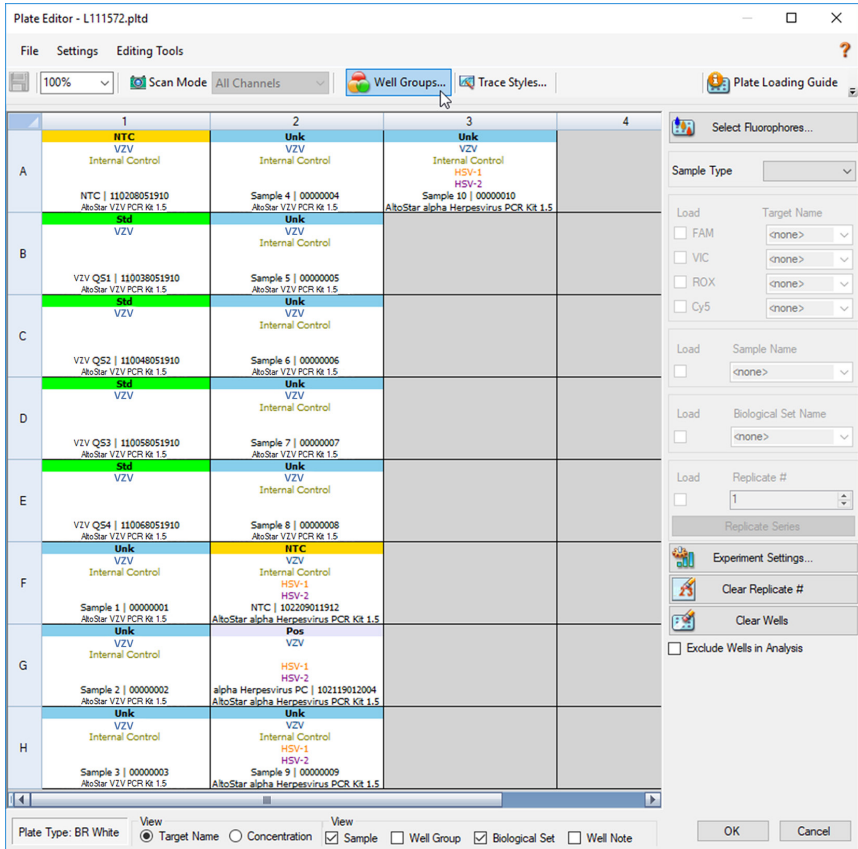 Plate Editor - L111572.pltd
File Settings Editing Tools ?
100% Scan Mode All Channels Well Groups... Trace Styles... Plate Loading Guide
1 2 3 4
A
NTC
VZV
Internal Control
NTC | 110208051910
AltoStar VZV PCR Kit 1.5
Unk
VZV
Internal Control
Sample 4 | 00000004
AltoStar VZV PCR Kit 1.5
Unk
VZV
Internal Control
HSV-1
HSV-2
Sample 10 | 00000010
AltoStar alpha Herpesvirus PCR Kit 1.5
B
Std
VZV
VZV QS1 | 110038051910
AltoStar VZV PCR Kit 1.5
Unk
VZV
Internal Control
Sample 5 | 00000005
AltoStar VZV PCR Kit 1.5
C
Std
VZV
VZV QS2 | 110048051910
AltoStar VZV PCR Kit 1.5
Unk
VZV
Internal Control
Sample 6 | 00000006
AltoStar VZV PCR Kit 1.5
D
Std
VZV
VZV QS3 | 110058051910
AltoStar VZV PCR Kit 1.5
Unk
VZV
Internal Control
Sample 7 | 00000007
AltoStar VZV PCR Kit 1.5
E
Std
VZV
VZV QS4 | 110068051910
AltoStar VZV PCR Kit 1.5
Unk
VZV
Internal Control
Sample 8 | 00000008
AltoStar VZV PCR Kit 1.5
F
Unk
VZV
Internal Control
Sample 1 | 00000001
AltoStar VZV PCR Kit 1.5
NTC
VZV
Internal Control
HSV-1
HSV-2
NTC | 102209011912
AltoStar alpha Herpesvirus PCR Kit 1.5
G
Unk
VZV
Internal Control
Sample 2 | 00000002
AltoStar VZV PCR Kit 1.5
Pos
VZV
HSV-1
HSV-2
alpha Herpesvirus PC | 102119012004
AltoStar alpha Herpesvirus PCR Kit 1.5
H
Unk
VZV
Internal Control
Sample 3 | 00000003
AltoStar VZV PCR Kit 1.5
Unk
VZV
Internal Control
HSV-1
HSV-2
Sample 9 | 00000009
AltoStar alpha Herpesvirus PCR Kit 1.5
Select Fluorophores...
Sample Type
Load Target Name
FAM <none>
VIC <none>
ROX <none>
Cy5 <none>
Load Sample Name
<none>
Load Biological Set Name
<none>
Load Replicate #
1
Replicate Series
Experiment Settings...
Clear Replicate #
Clear Wells
Exclude Wells in Analysis
Plate Type: BR White
View
Target Name Concentration
View
Sample Well Group Biological Set Well Note
OK Cancel